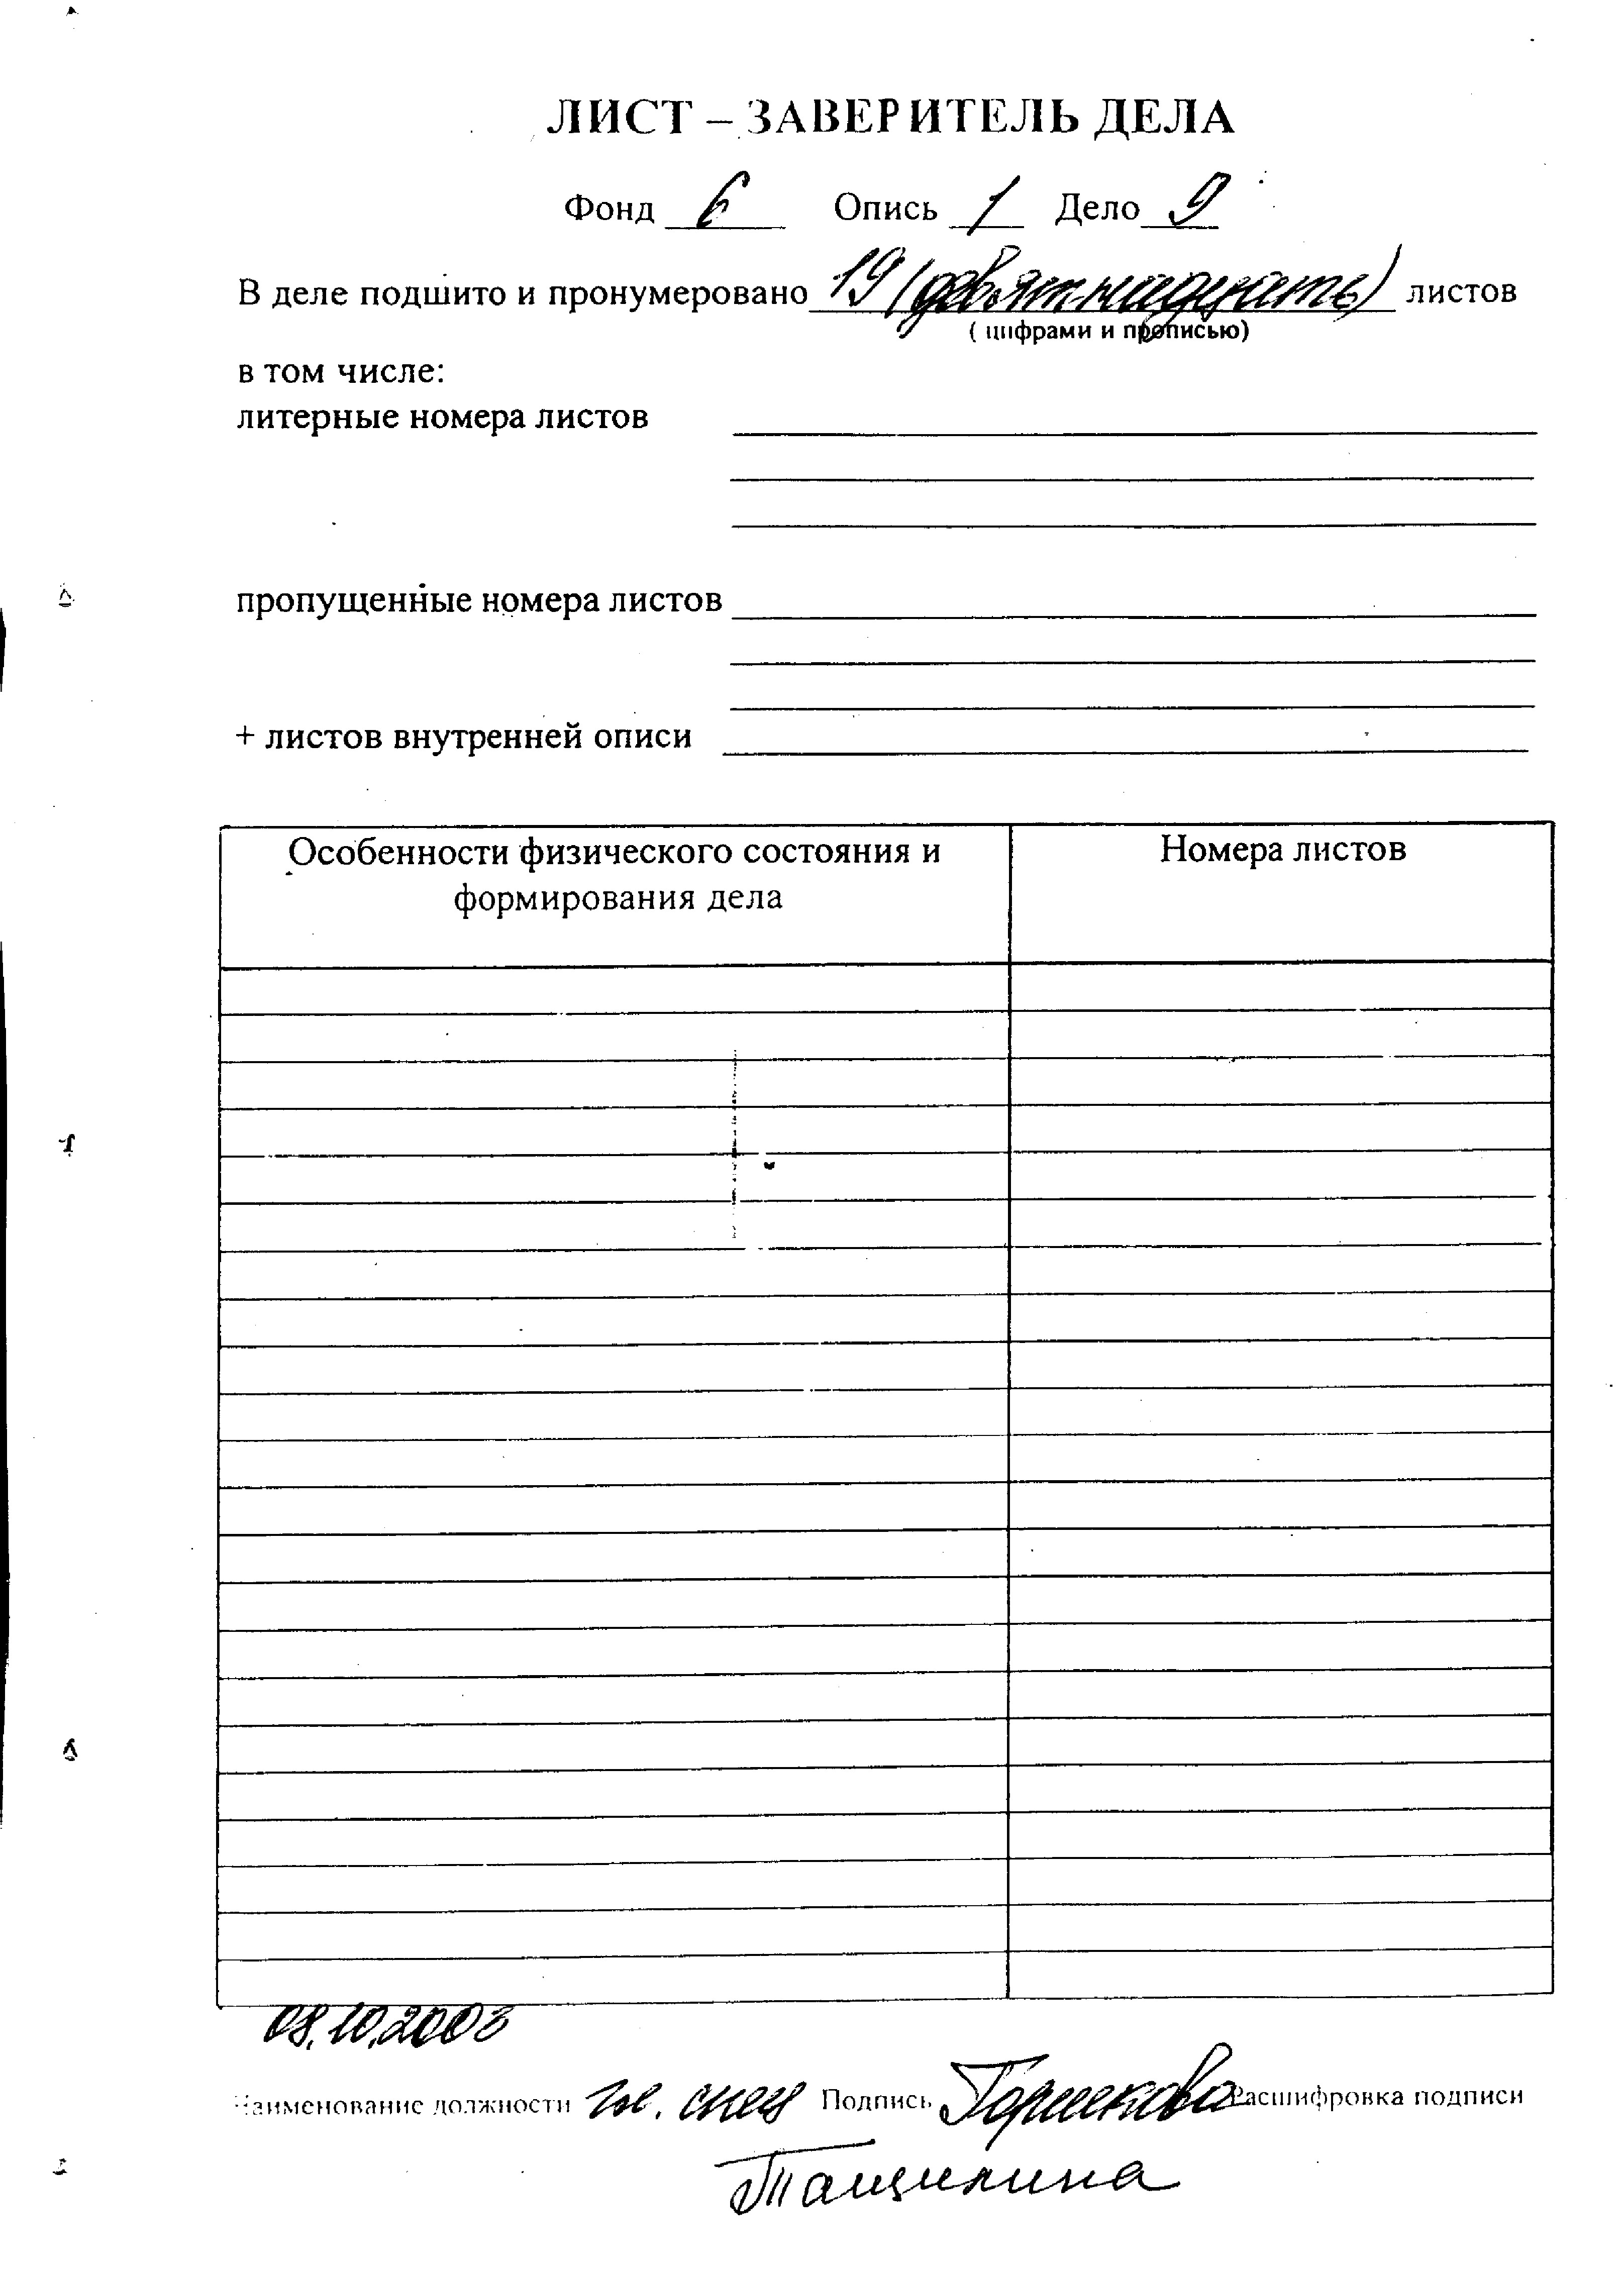 ЛИСТ – ЗАВЕРИТЕЛЬ ДЕЛА
Фонд 6 Опись 1 Дело 9
В деле подшито и пронумеровано 19 (девятнадцать) листов
( цифрами и прописью)
в том числе:
литерные номера листов
пропущенные номера листов
+ листов внутренней описи
Особенности физического состояния и
формирования дела
Номера листов
08.10.2003
Наименование должности гл. спец Подпись Горшкова Расшифровка подписи
Тащилина